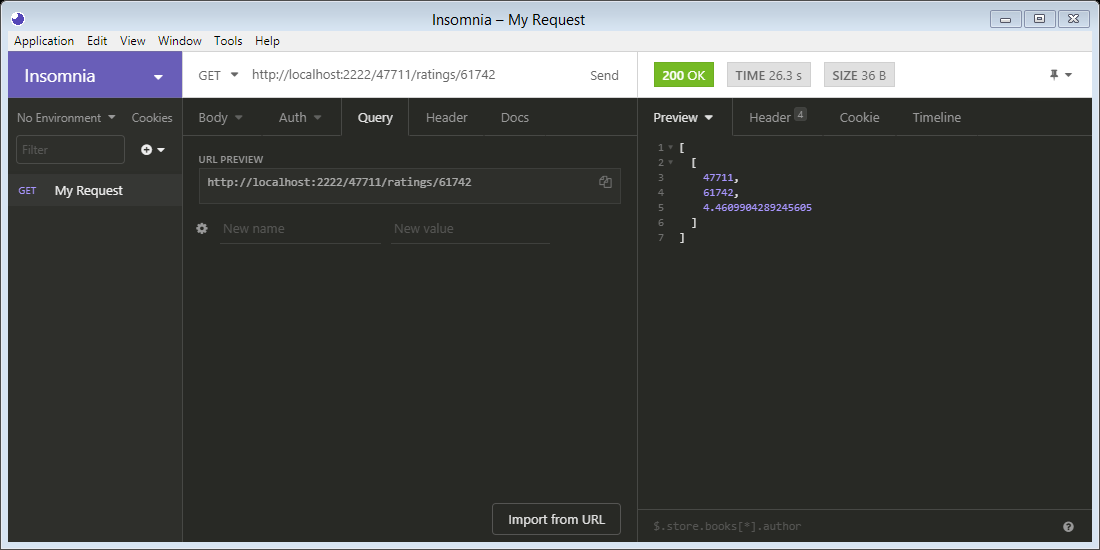 Insomnia – My Request
Application Edit View Window Tools Help
Insomnia
GET http://localhost:2222/47711/ratings/61742 Send
200 OK TIME 26.3 s SIZE 36 B
No Environment Cookies
Body Auth Query Header Docs
Preview Header 4 Cookie Timeline
Filter
GET My Request
URL PREVIEW
http://localhost:2222/47711/ratings/61742
New name New value
1 [
2 [
3 47711,
4 61742,
5 4.4609904289245605
6 ]
7 ]
Import from URL
$.store.books[*].author